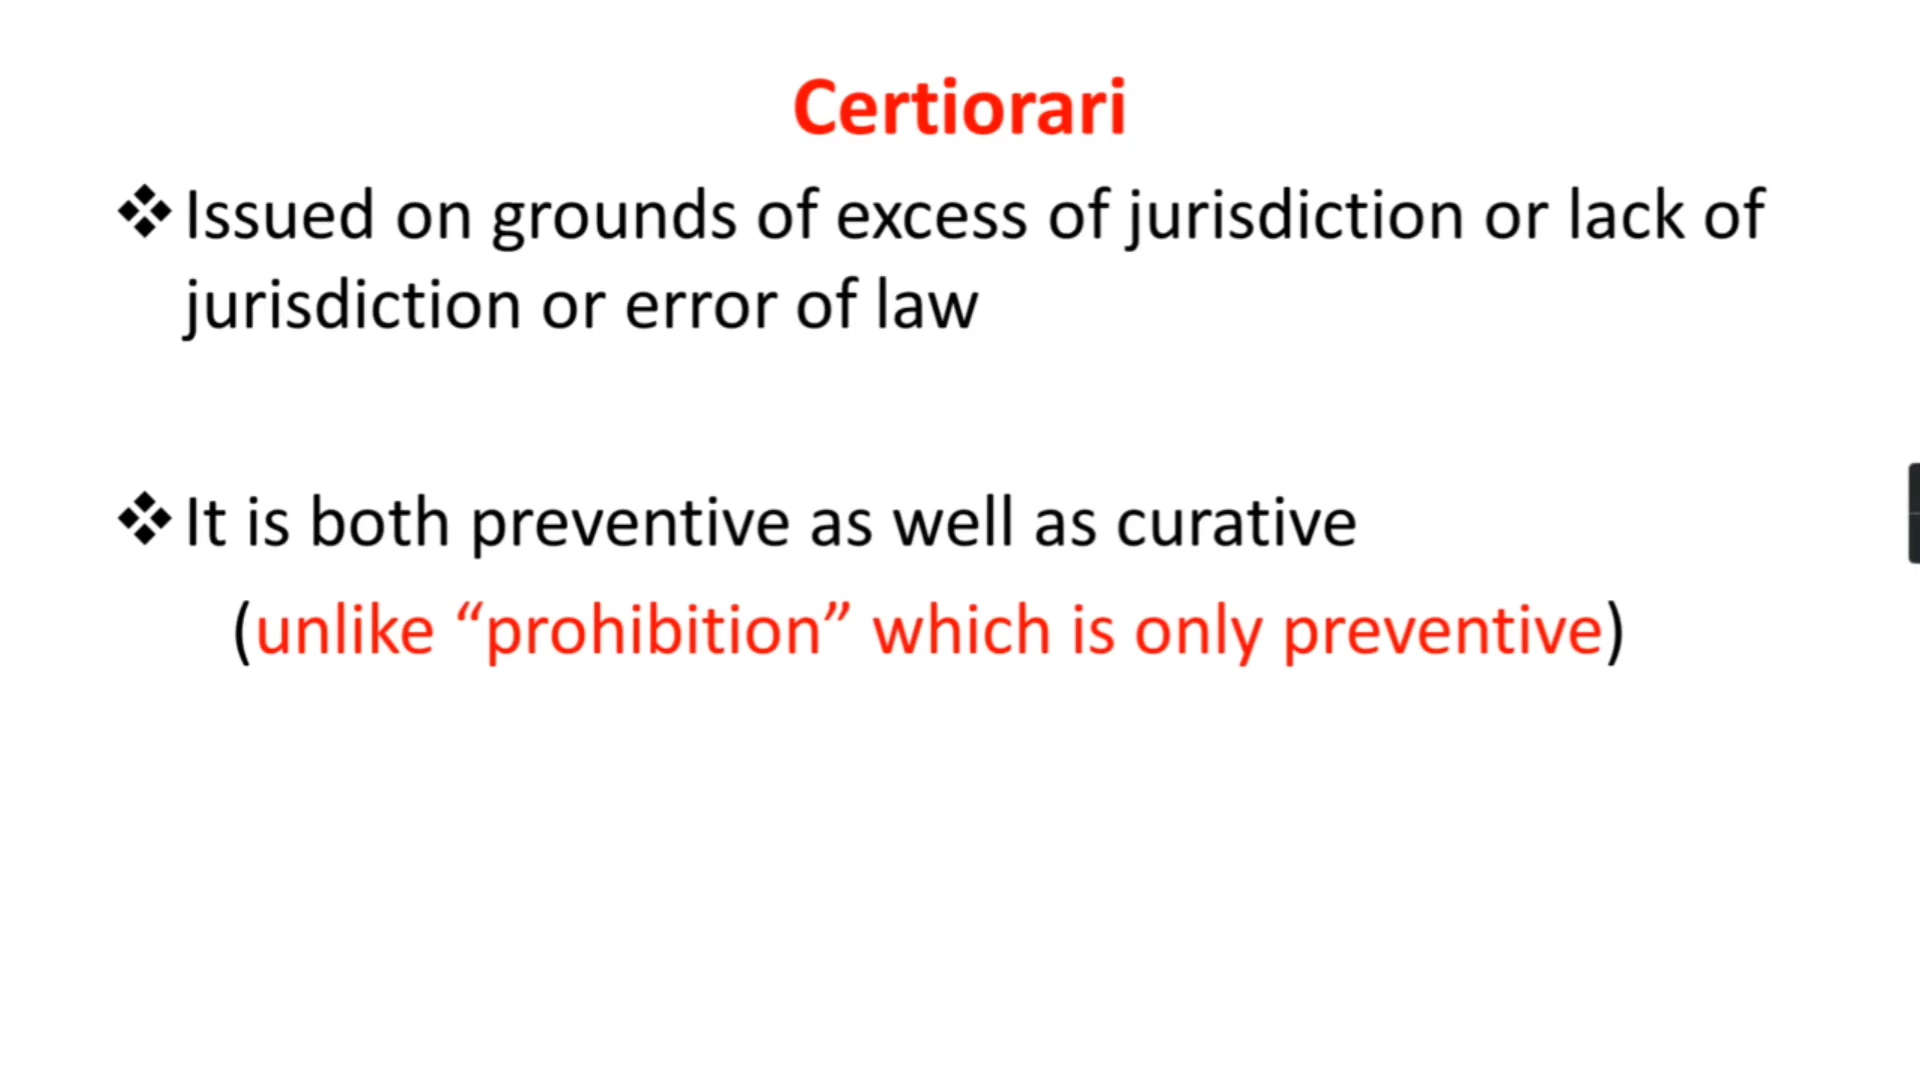 Certiorari
❖Issued on grounds of excess of jurisdiction or lack of
jurisdiction or error of law
❖It is both preventive as well as curative
(unlike “prohibition” which is only preventive)